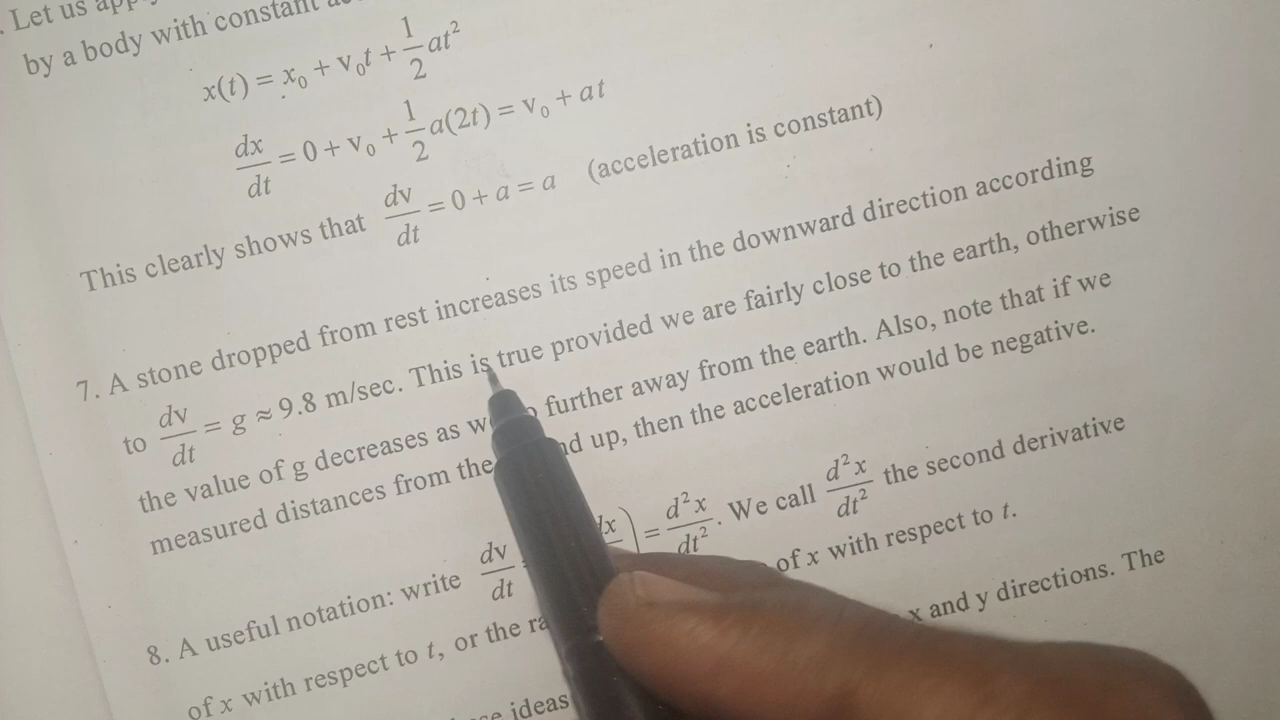 . Let us
by a body with constant
x(t) = x₀ + v₀t + 1/2 at²
dx/dt = 0 + v₀ + 1/2 a(2t) = v₀ + at
This clearly shows that dv/dt = 0 + a = a (acceleration is constant)
7. A stone dropped from rest increases its speed in the downward direction according
to dv/dt = g ≈ 9.8 m/sec. This is true provided we are fairly close to the earth, otherwise
the value of g decreases as further away from the earth. Also, note that if we
measured distances from the up, then the acceleration would be negative.
8. A useful notation: write dv/dt = d²x/dt². We call d²x/dt² the second derivative
of x with respect to t, or the of x with respect to t.
x and y directions. The
ideas